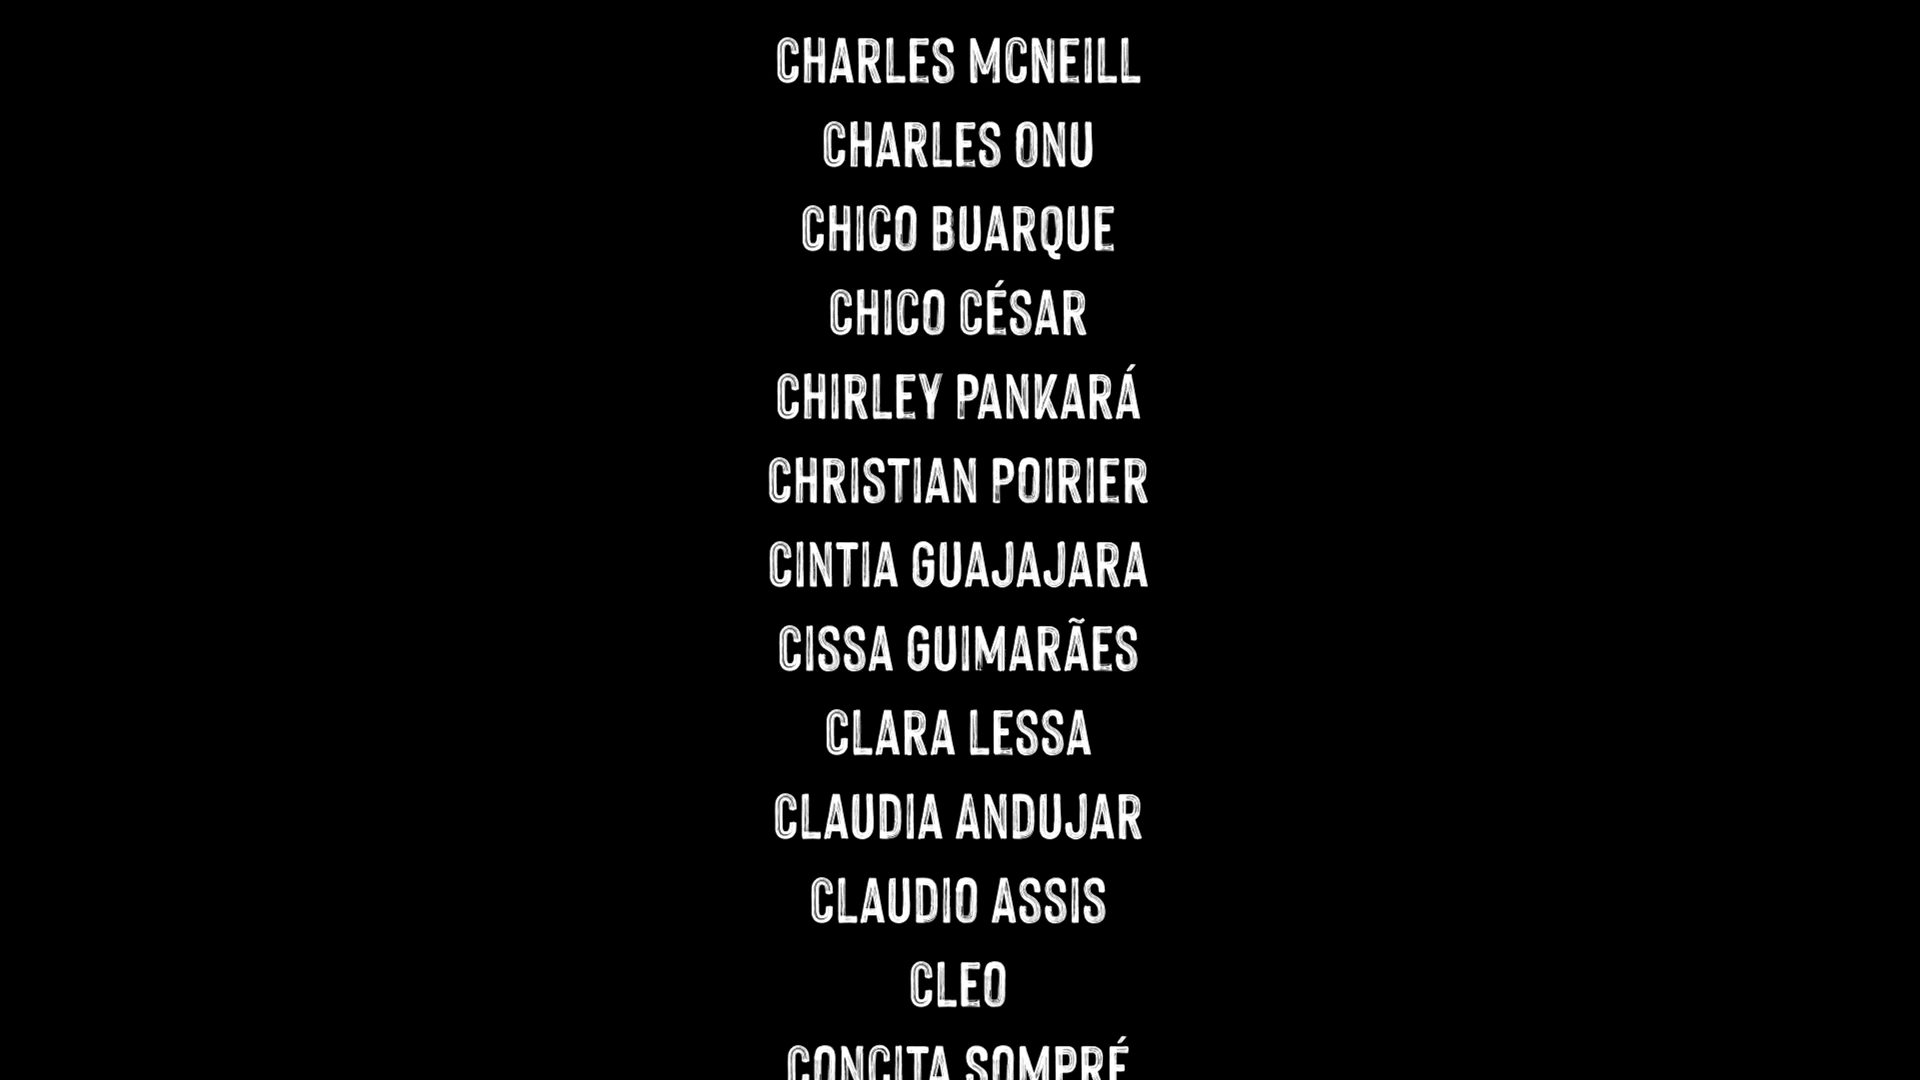 CHARLES MCNEILL
CHARLES ONU
CHICO BUARQUE
CHICO CÉSAR
CHIRLEY PANKARÁ
CHRISTIAN POIRIER
CINTIA GUAJAJARA
CISSA GUIMARÃES
CLARA LESSA
CLAUDIA ANDUJAR
CLAUDIO ASSIS
CLEO
CONCITA SOMPRÉ